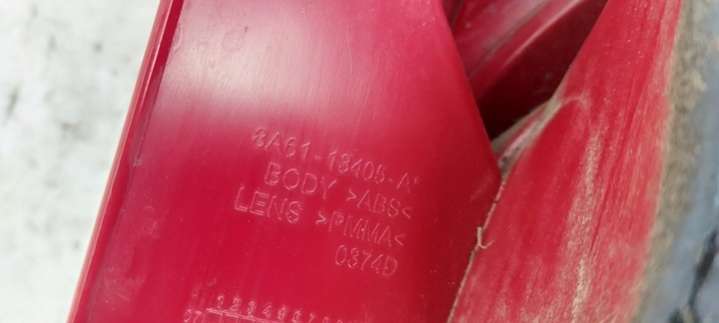 8A61-13405-A
BODY >ABS<
LENS >PMMA<
0374D